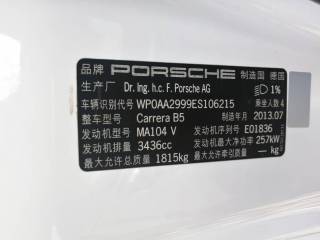 品牌 PORSCHE 制造国 德国
生产厂 Dr. Ing. h.c. F. Porsche AG 1%
车辆识别代号 WP0AA2999ES106215 乘坐人数 4
整车型号 Carrera B5 制造年月 2013.07
发动机型号 MA104 V 发动机序列号 E01836
发动机排量 3436cc 发动机最大净功率 257kW
最大允许总质量 1815kg 最大允许牵引质量 — kg